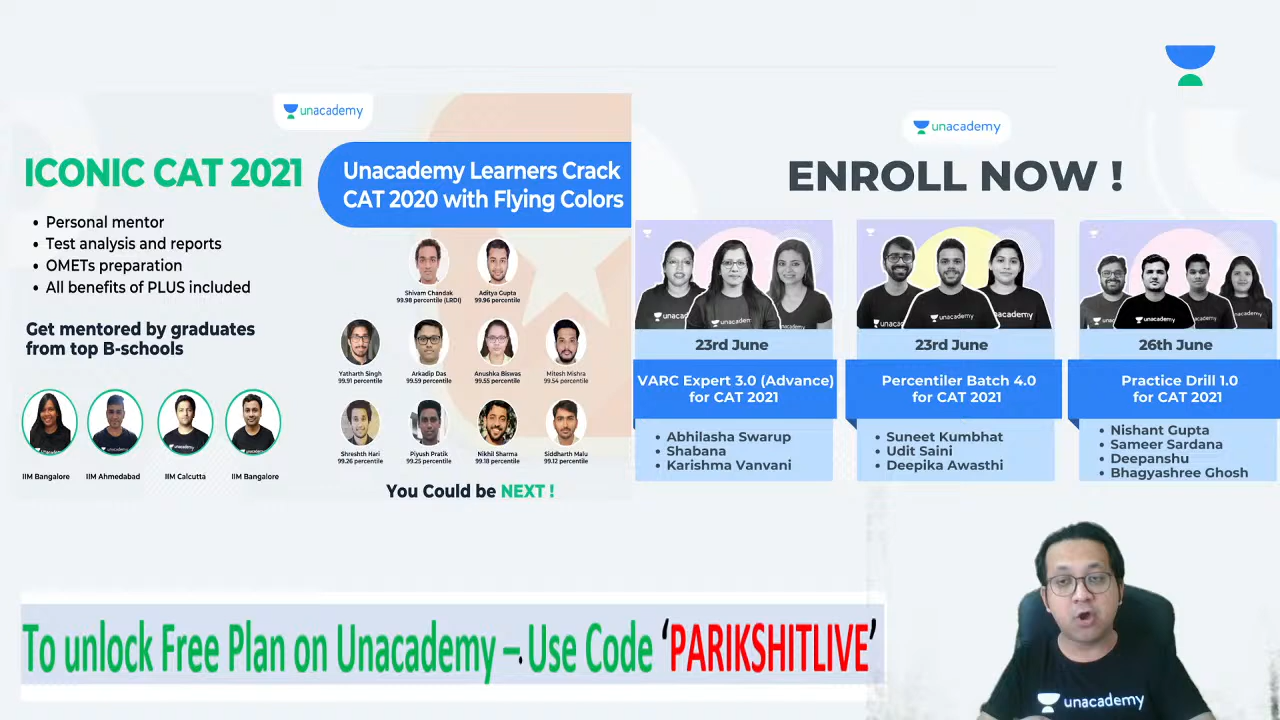 unacademy
ICONIC CAT 2021
• Personal mentor
• Test analysis and reports
• OMETs preparation
• All benefits of PLUS included
Get mentored by graduates
from top B-schools
IIM Bangalore
IIM Ahmedabad
IIM Calcutta
IIM Bangalore
Unacademy Learners Crack
CAT 2020 with Flying Colors
Shivam Chandak
99.98 percentile (LRDI)
Aditya Gupta
99.96 percentile
Yatharth Singh
99.91 percentile
Arkadip Das
99.59 percentile
Anushka Biswas
99.55 percentile
Mitesh Mishra
99.54 percentile
Shreshth Hari
99.26 percentile
Piyush Pratik
99.25 percentile
Nikhil Sharma
99.18 percentile
Siddharth Malu
99.12 percentile
You Could be NEXT !
unacademy
ENROLL NOW !
unacademy
23rd June
VARC Expert 3.0 (Advance)
for CAT 2021
• Abhilasha Swarup
• Shabana
• Karishma Vanvani
unacademy
23rd June
Percentiler Batch 4.0
for CAT 2021
• Suneet Kumbhat
• Udit Saini
• Deepika Awasthi
unacademy
26th June
Practice Drill 1.0
for CAT 2021
• Nishant Gupta
• Sameer Sardana
• Deepanshu
• Bhagyashree Ghosh
To unlock Free Plan on Unacademy – Use Code ‘PARIKSHITLIVE’
unacademy